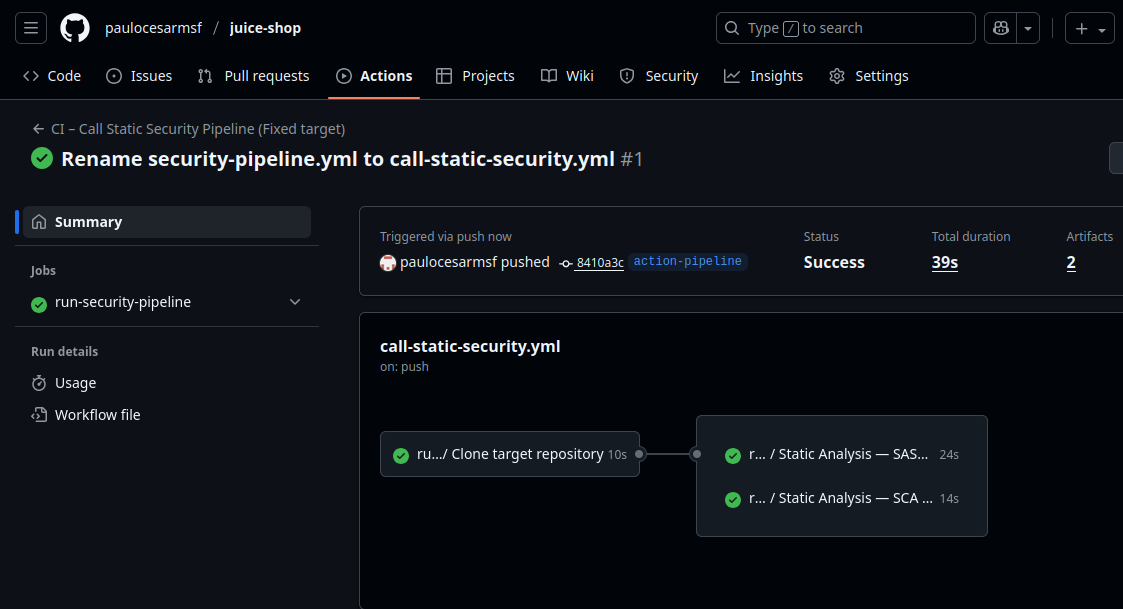 paulocesarmsf / juice-shop
Type / to search
Code Issues Pull requests Actions Projects Wiki Security Insights Settings
CI – Call Static Security Pipeline (Fixed target)
Rename security-pipeline.yml to call-static-security.yml #1
Summary
Jobs
run-security-pipeline
Run details
Usage
Workflow file
Triggered via push now
paulocesarmsf pushed 8410a3c action-pipeline
Status
Success
Total duration
39s
Artifacts
2
call-static-security.yml
on: push
ru.../ Clone target repository 10s
r... / Static Analysis — SAS... 24s
r... / Static Analysis — SCA ... 14s